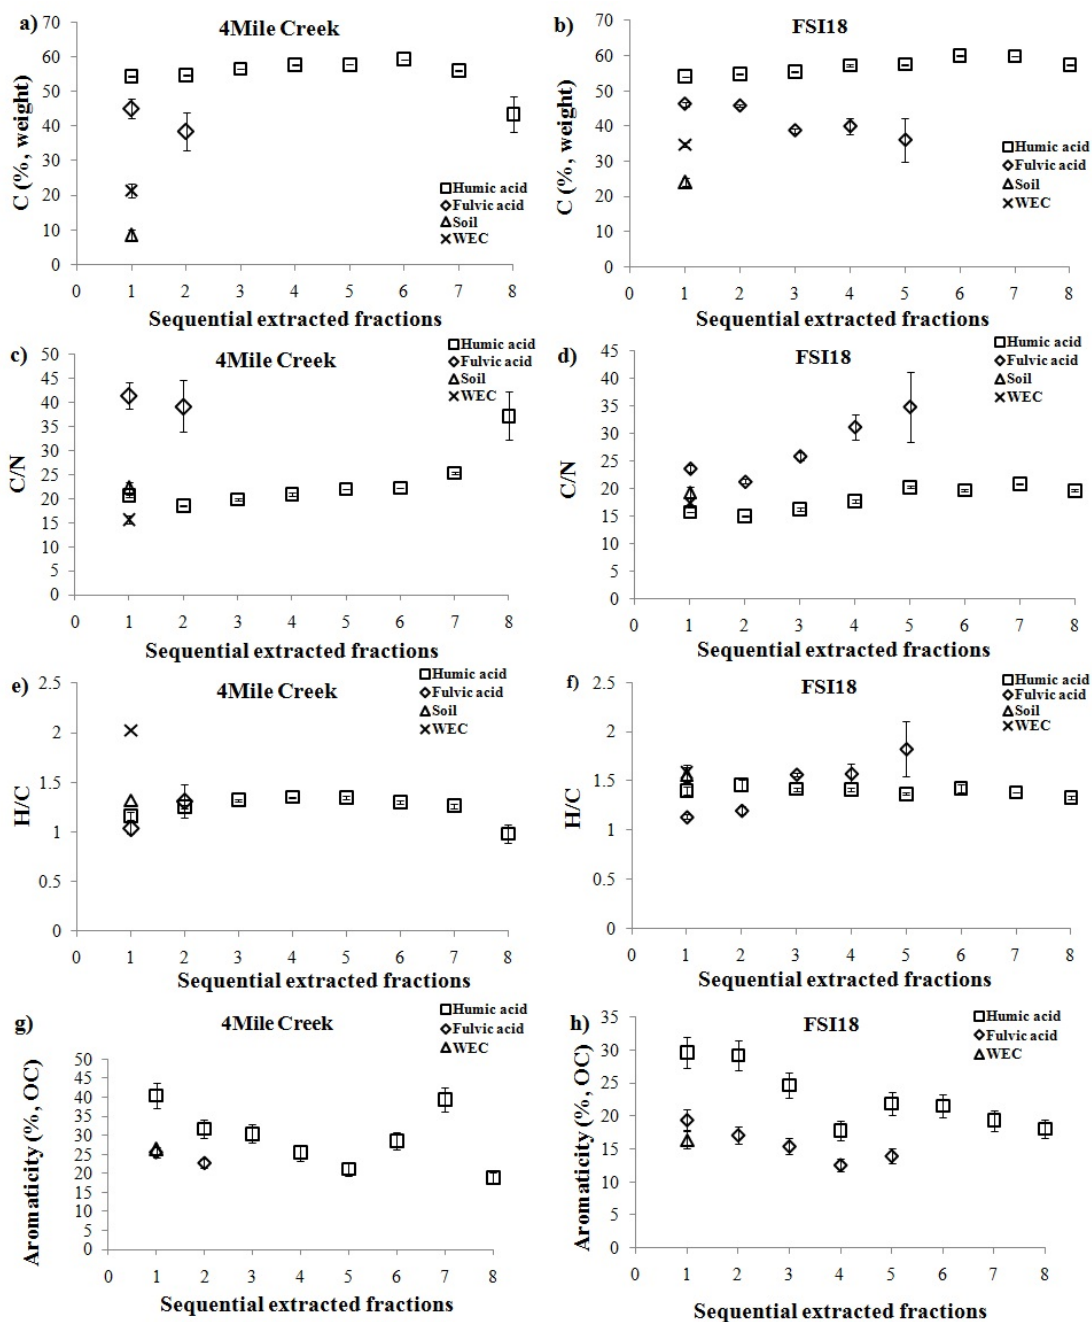 a)
4Mile Creek
C (%, weight)
70
60
50
40
30
20
10
0
0 1 2 3 4 5 6 7 8
Sequential extracted fractions
Humic acid
Fulvic acid
Soil
WEC
b)
FSI18
C (%, weight)
70
60
50
40
30
20
10
0
0 1 2 3 4 5 6 7 8
Sequential extracted fractions
Humic acid
Fulvic acid
Soil
WEC
c)
4Mile Creek
C/N
50
45
40
35
30
25
20
15
10
5
0
0 1 2 3 4 5 6 7 8
Sequential extracted fractions
Humic acid
Fulvic acid
Soil
WEC
d)
FSI18
C/N
45
40
35
30
25
20
15
10
5
0
0 1 2 3 4 5 6 7 8
Sequential extracted fractions
Humic acid
Fulvic acid
Soil
WEC
e)
4Mile Creek
H/C
2.5
2
1.5
1
0.5
0
0 1 2 3 4 5 6 7 8
Sequential extracted fractions
Humic acid
Fulvic acid
Soil
WEC
f)
FSI18
H/C
2.5
2
1.5
1
0.5
0
0 1 2 3 4 5 6 7 8
Sequential extracted fractions
Humic acid
Fulvic acid
Soil
WEC
g)
4Mile Creek
Aromaticity (%, OC)
50
45
40
35
30
25
20
15
10
5
0
0 1 2 3 4 5 6 7 8
Sequential extracted fractions
Humic acid
Fulvic acid
WEC
h)
FSI18
Aromaticity (%, OC)
35
30
25
20
15
10
5
0
0 1 2 3 4 5 6 7 8
Sequential extracted fractions
Humic acid
Fulvic acid
WEC